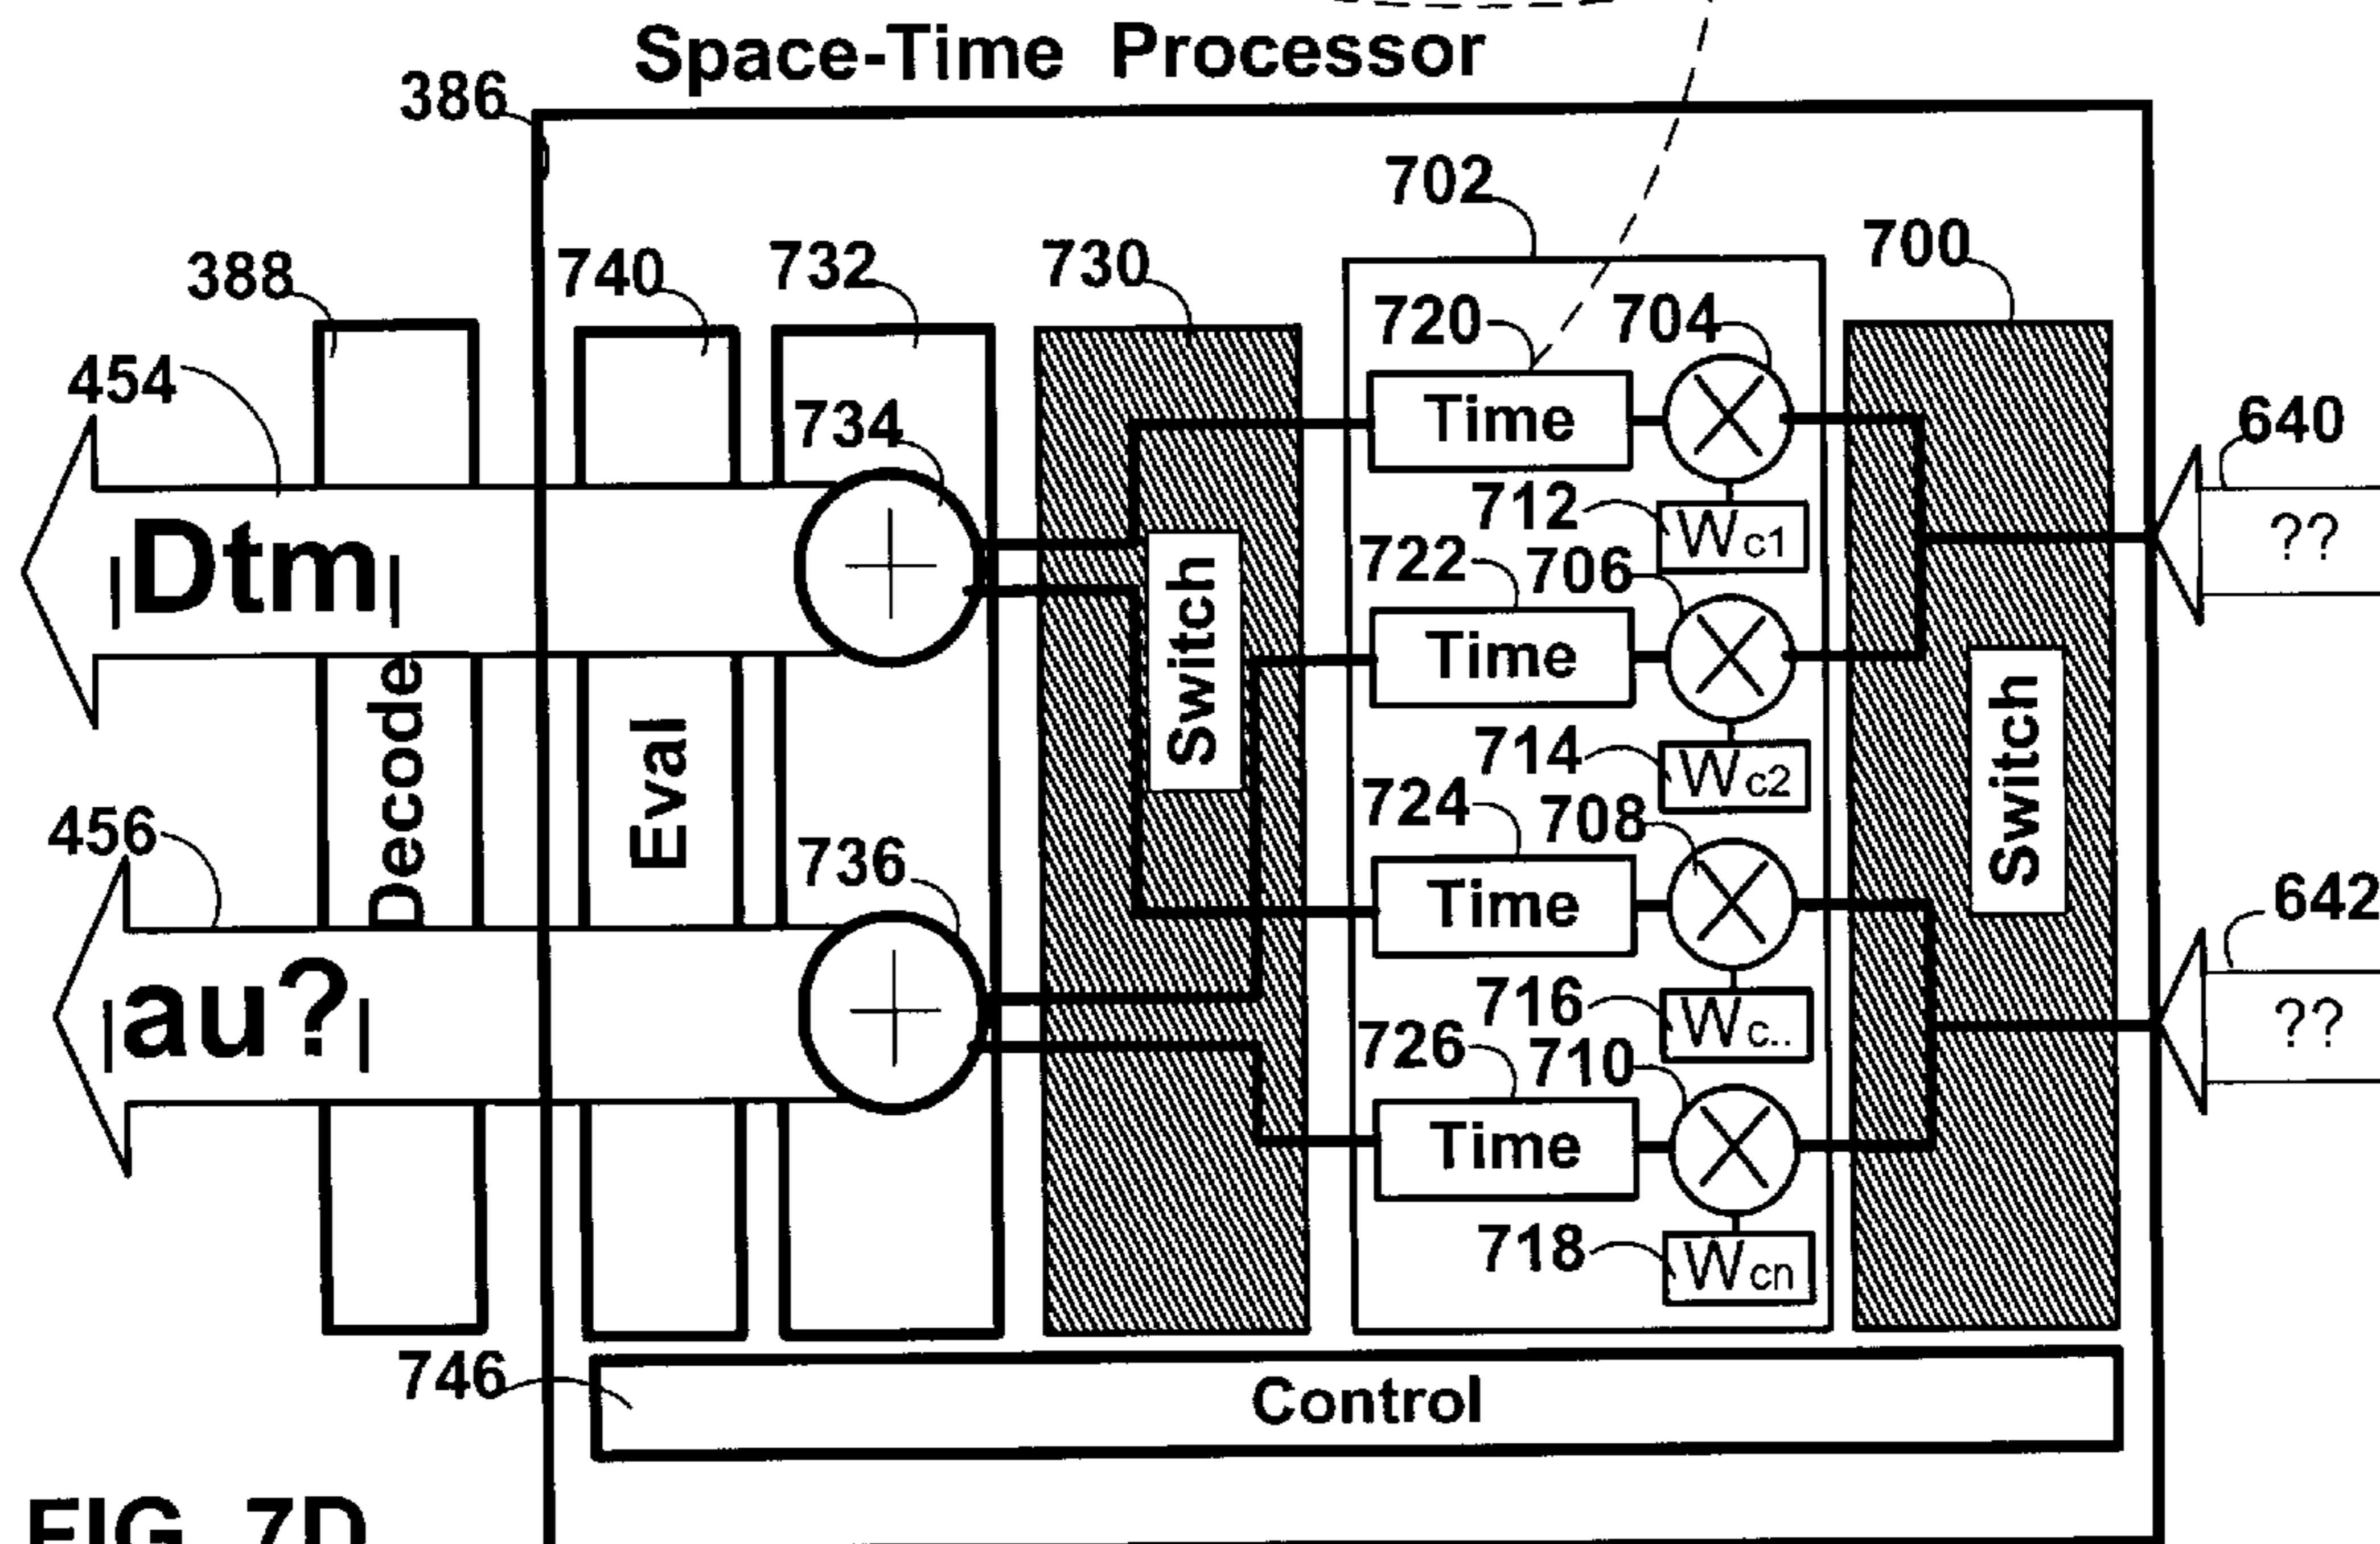 Space-Time Processor
386
702
700
388
740
732
730
720
704
454
734
Time
640
??
712
Wc1
|Dtm|
722
706
Switch
Time
714
Wc2
Switch
Decode
Eval
724
708
456
736
Time
642
??
716
Wc..
|au?|
726
710
Time
718
Wcn
746
Control
FIG. 7D